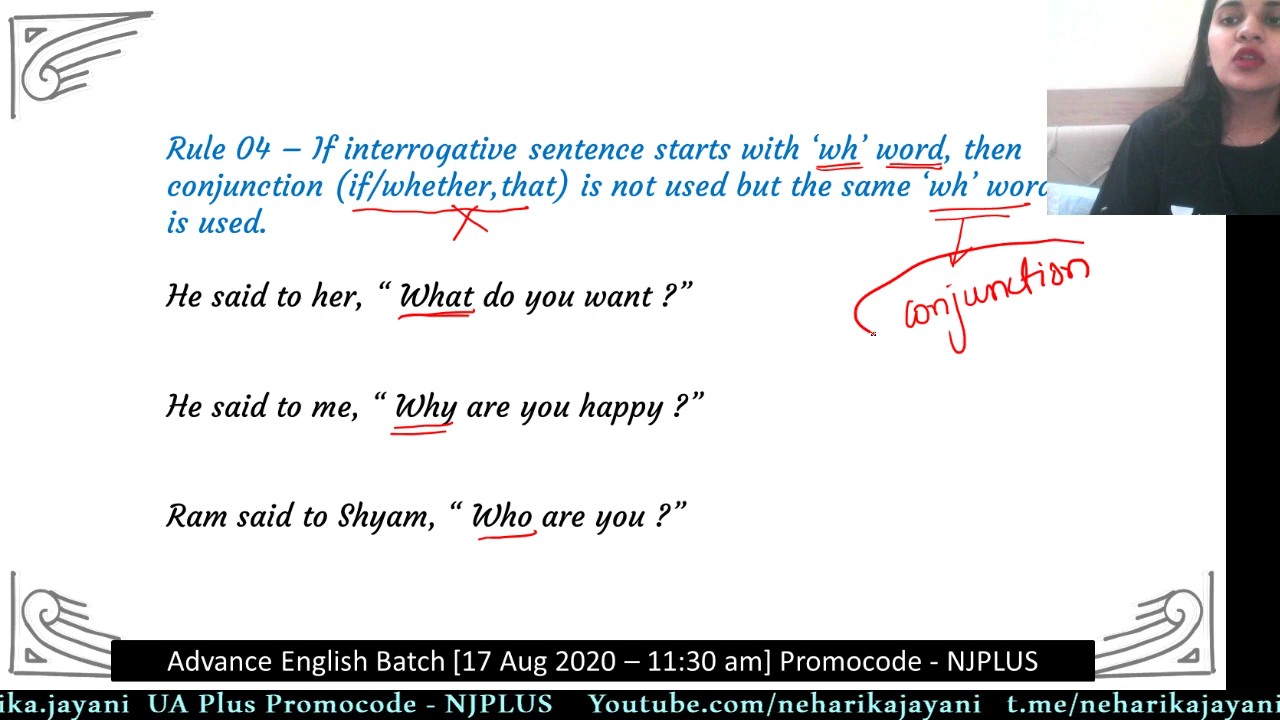 Rule 04 – If interrogative sentence starts with ‘wh’ word, then
conjunction (if/whether,that) is not used but the same ‘wh’ word
is used.
conjunction
He said to her, “ What do you want ?”
He said to me, “ Why are you happy ?”
Ram said to Shyam, “ Who are you ?”
Advance English Batch [17 Aug 2020 – 11:30 am] Promocode - NJPLUS
ika.jayani UA Plus Promocode - NJPLUS Youtube.com/neharikajayani t.me/neharikajayani